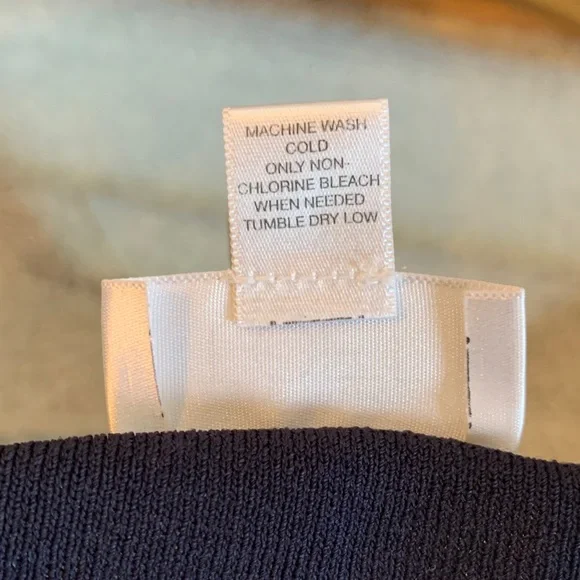 MACHINE WASH
COLD
ONLY NON-
CHLORINE BLEACH
WHEN NEEDED
TUMBLE DRY LOW